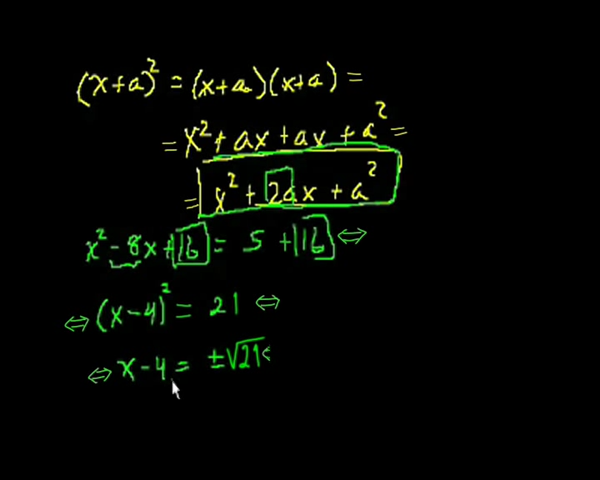 (x+a)² = (x+a)(x+a) =
= x² + ax + ax + a² =
= x² + 2ax + a²
x² - 8x + 16 = 5 + 16 ⇔
⇔ (x-4)² = 21 ⇔
⇔ x-4 = ±√21 <